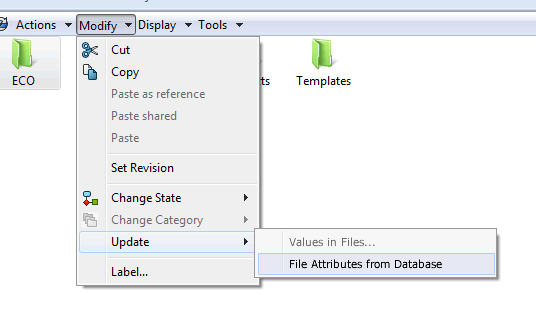 Actions Modify Display Tools
ECO
Cut
Copy
Paste as reference
Paste shared
Paste
Set Revision
Change State
Change Category
Update
Label...
Values in Files...
File Attributes from Database
Templates